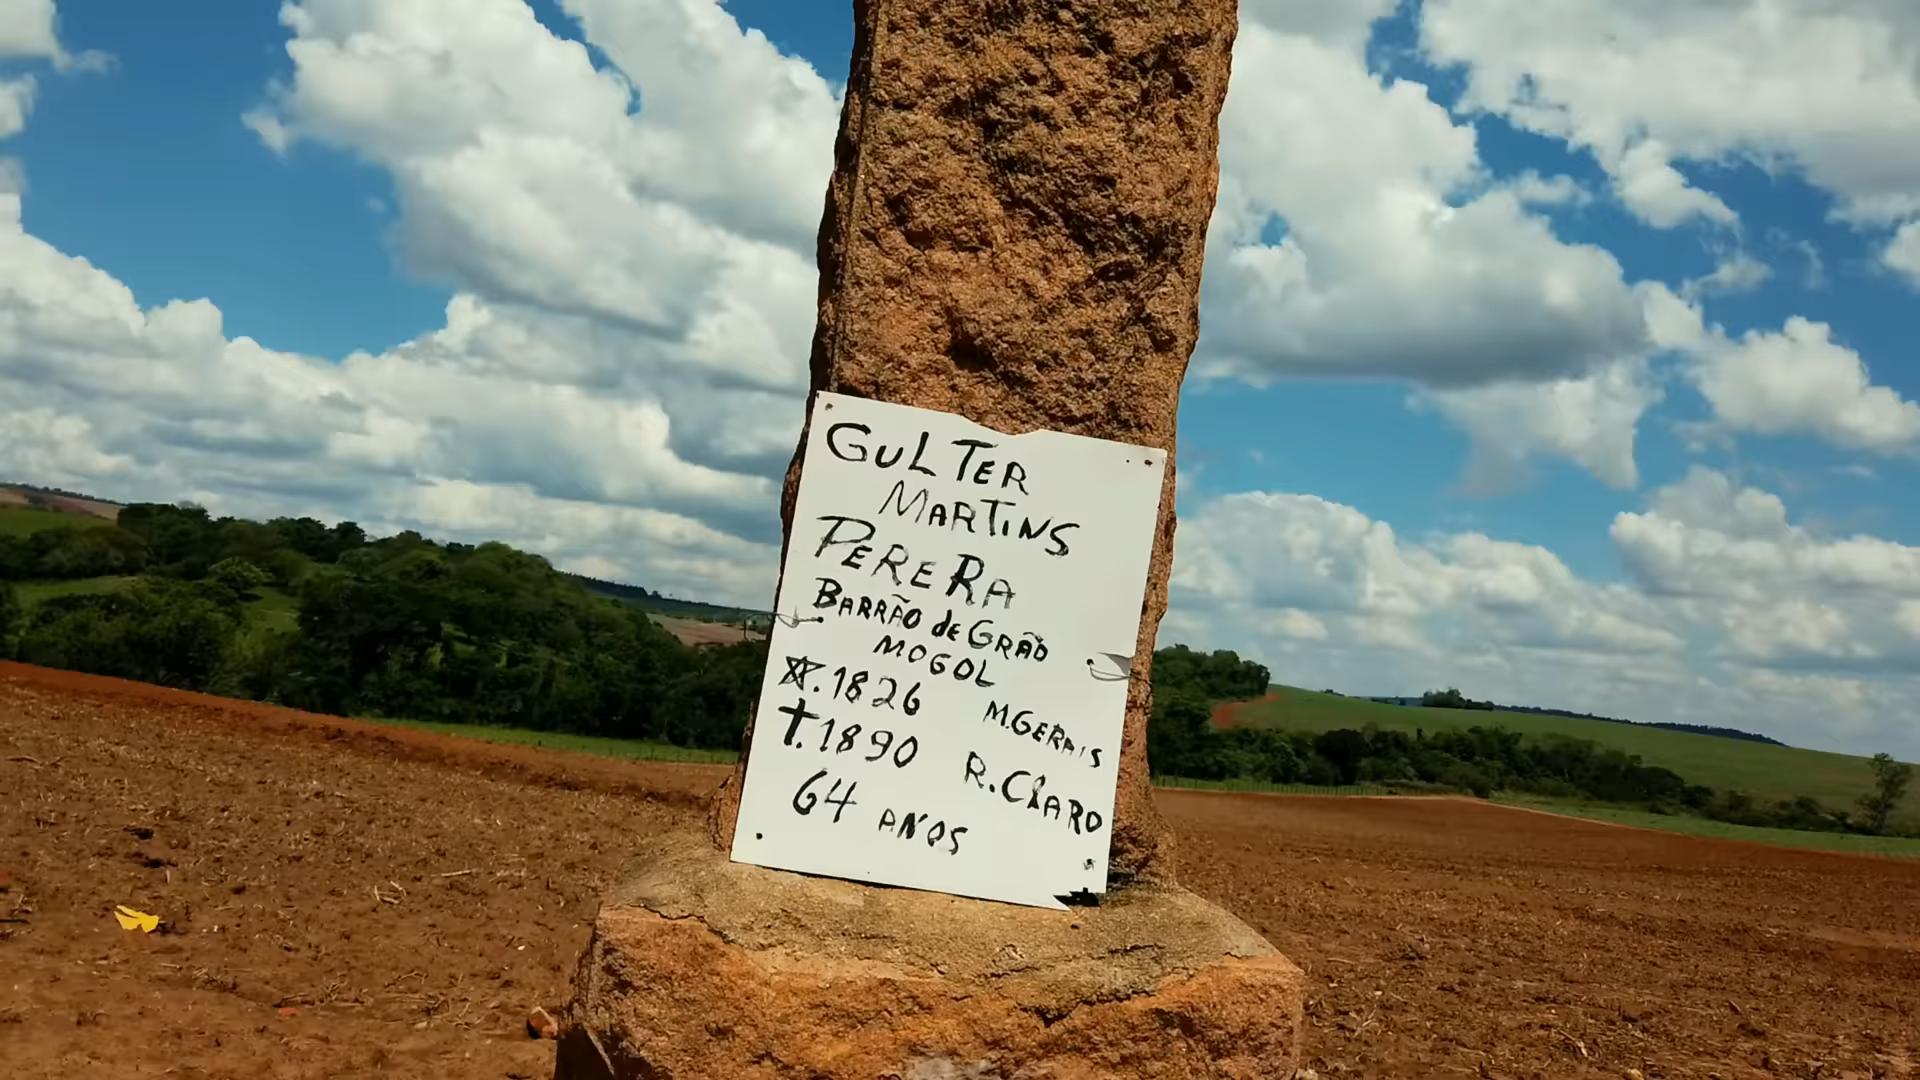 GULTER
MARTINS
PERERA
BARRÃO de GRÃO
MOGOL
☆. 1826 M. GERAIS
✝. 1890 R. CLARO
64 ANOS